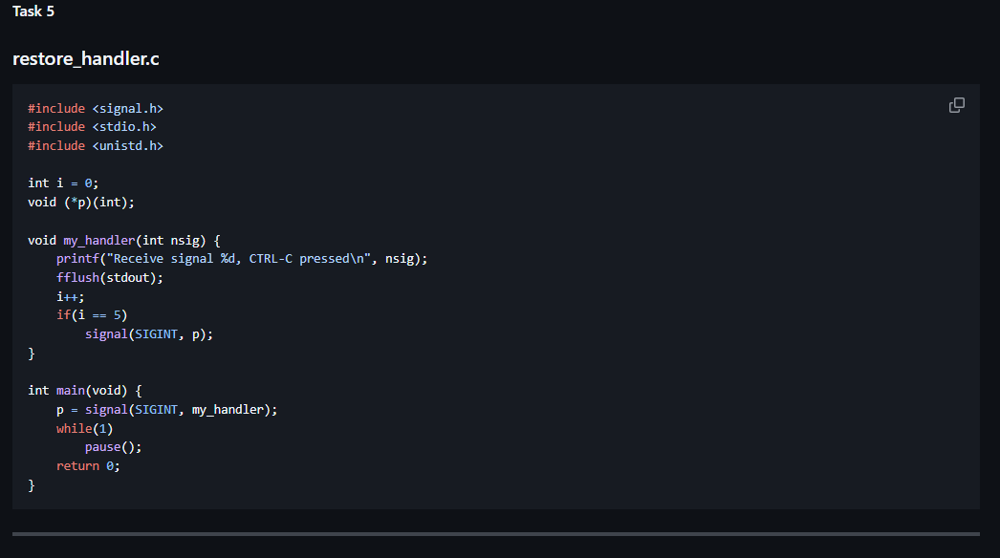 Task 5
restore_handler.c
#include <signal.h>
#include <stdio.h>
#include <unistd.h>
int i = 0;
void (*p)(int);
void my_handler(int nsig) {
    printf("Receive signal %d, CTRL-C pressed\n", nsig);
    fflush(stdout);
    i++;
    if(i == 5)
        signal(SIGINT, p);
}
int main(void) {
    p = signal(SIGINT, my_handler);
    while(1)
        pause();
    return 0;
}